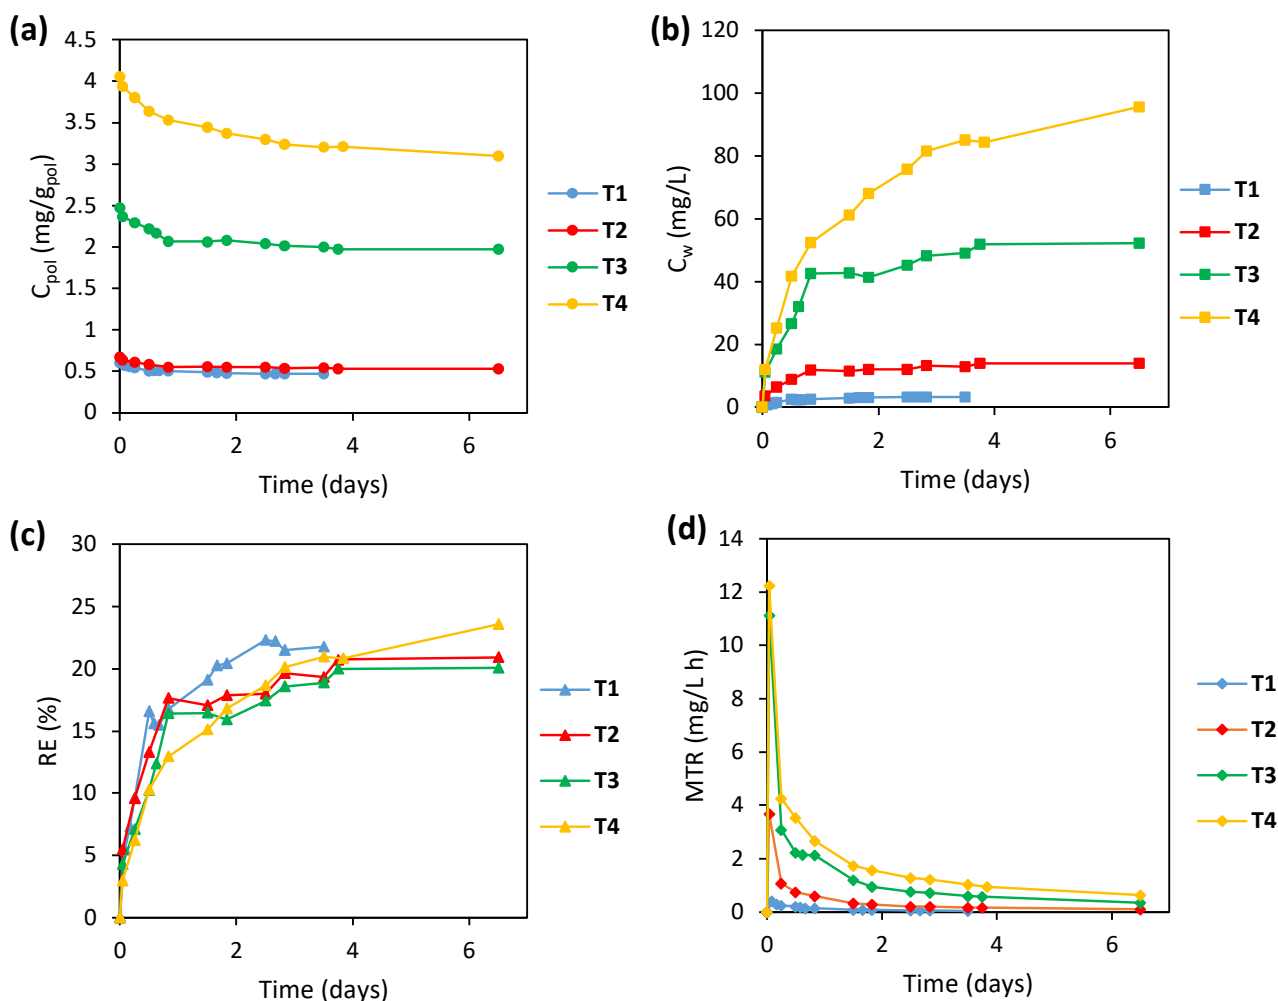 (a)
4.5
4
3.5
3
2.5
2
1.5
1
0.5
0
C_pol (mg/g_pol)
0 2 4 6
Time (days)
T1
T2
T3
T4
(b)
120
100
80
60
40
20
0
C_w (mg/L)
0 2 4 6
Time (days)
T1
T2
T3
T4
(c)
30
25
20
15
10
5
0
RE (%)
0 2 4 6
Time (days)
T1
T2
T3
T4
(d)
14
12
10
8
6
4
2
0
MTR (mg/L h)
0 2 4 6
Time (days)
T1
T2
T3
T4